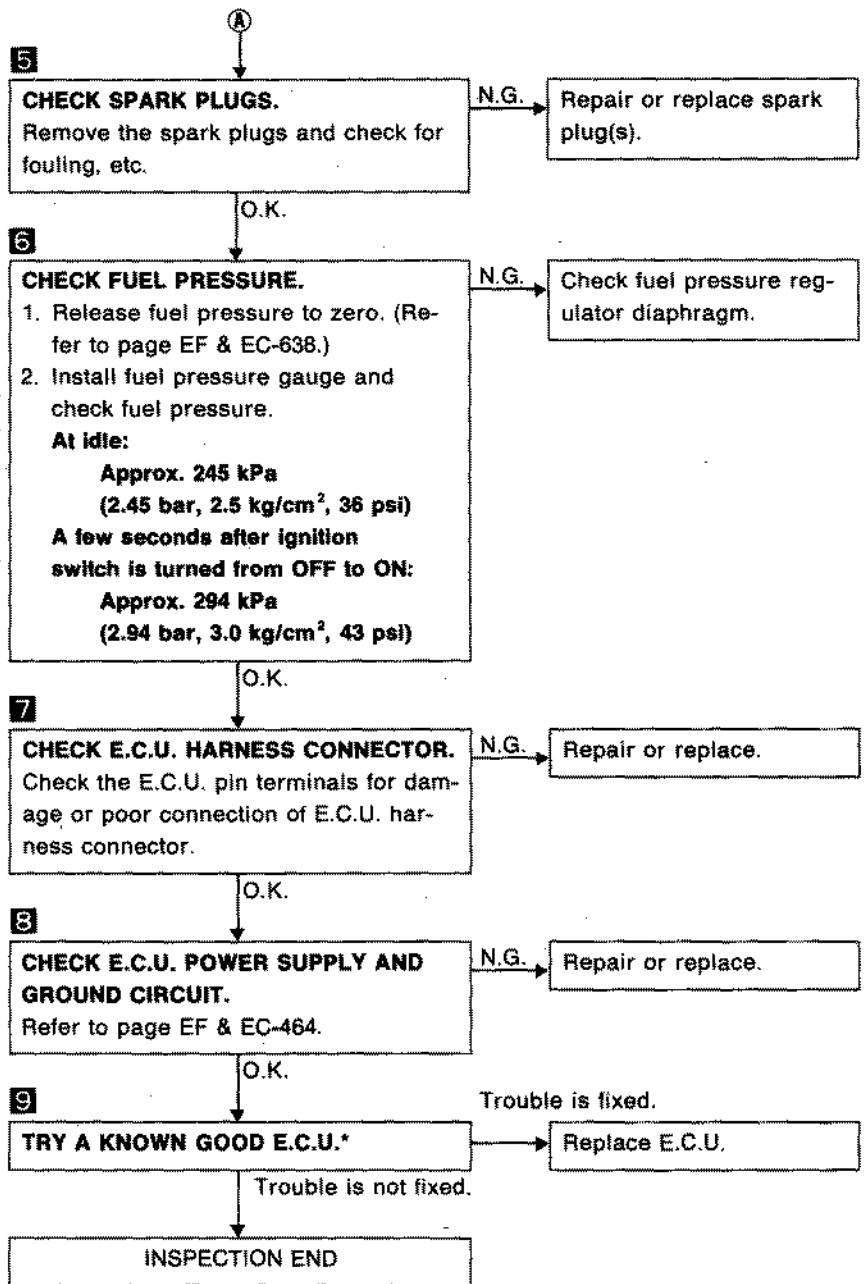 A
5
CHECK SPARK PLUGS.
Remove the spark plugs and check for
fouling, etc.
N.G.
Repair or replace spark
plug(s).
O.K.
6
CHECK FUEL PRESSURE.
1. Release fuel pressure to zero. (Re-
fer to page EF & EC-638.)
2. Install fuel pressure gauge and
check fuel pressure.
At idle:
Approx. 245 kPa
(2.45 bar, 2.5 kg/cm², 36 psi)
A few seconds after ignition
switch is turned from OFF to ON:
Approx. 294 kPa
(2.94 bar, 3.0 kg/cm², 43 psi)
N.G.
Check fuel pressure reg-
ulator diaphragm.
O.K.
7
CHECK E.C.U. HARNESS CONNECTOR.
Check the E.C.U. pin terminals for dam-
age or poor connection of E.C.U. har-
ness connector.
N.G.
Repair or replace.
O.K.
8
CHECK E.C.U. POWER SUPPLY AND
GROUND CIRCUIT.
Refer to page EF & EC-464.
N.G.
Repair or replace.
O.K.
9
TRY A KNOWN GOOD E.C.U.*
Trouble is fixed.
Replace E.C.U.
Trouble is not fixed.
INSPECTION END